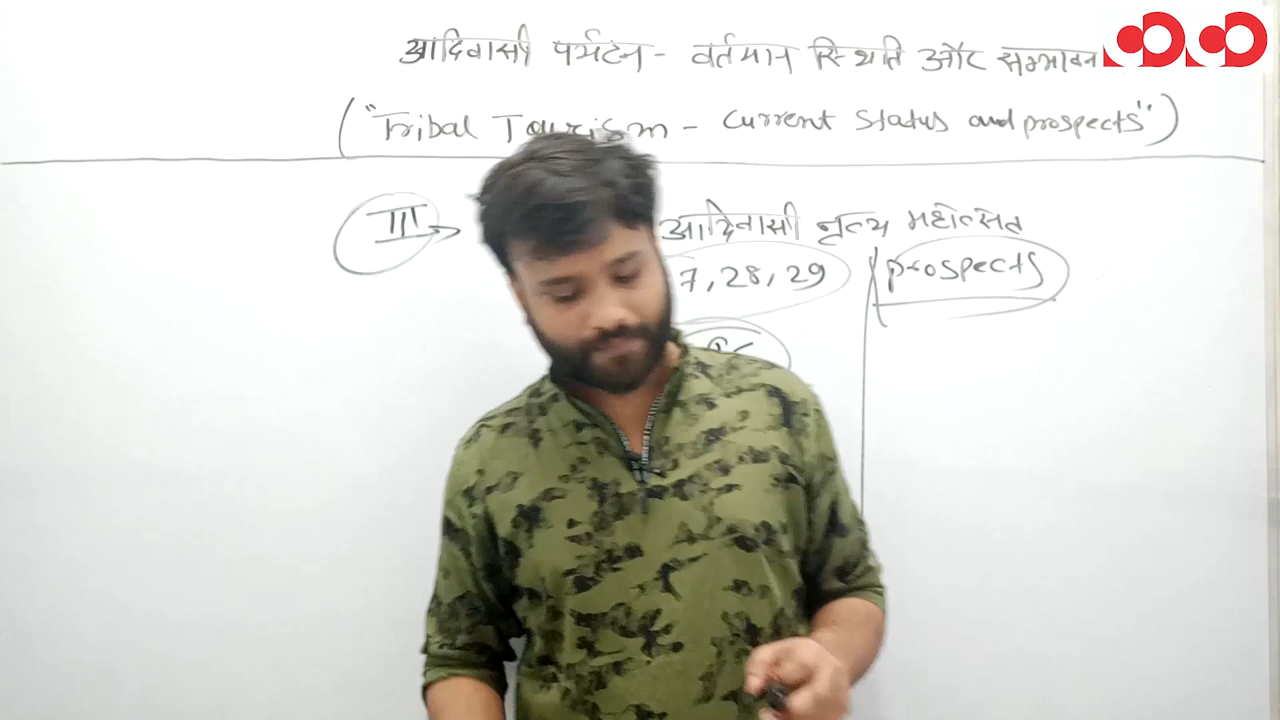 आदिवासी पर्यटन - वर्तमान स्थिति और सम्भावना
("Tribal Tourism - Current Status and prospects")
III → आदिवासी नृत्य महोत्सव
7, 28, 29
prospects